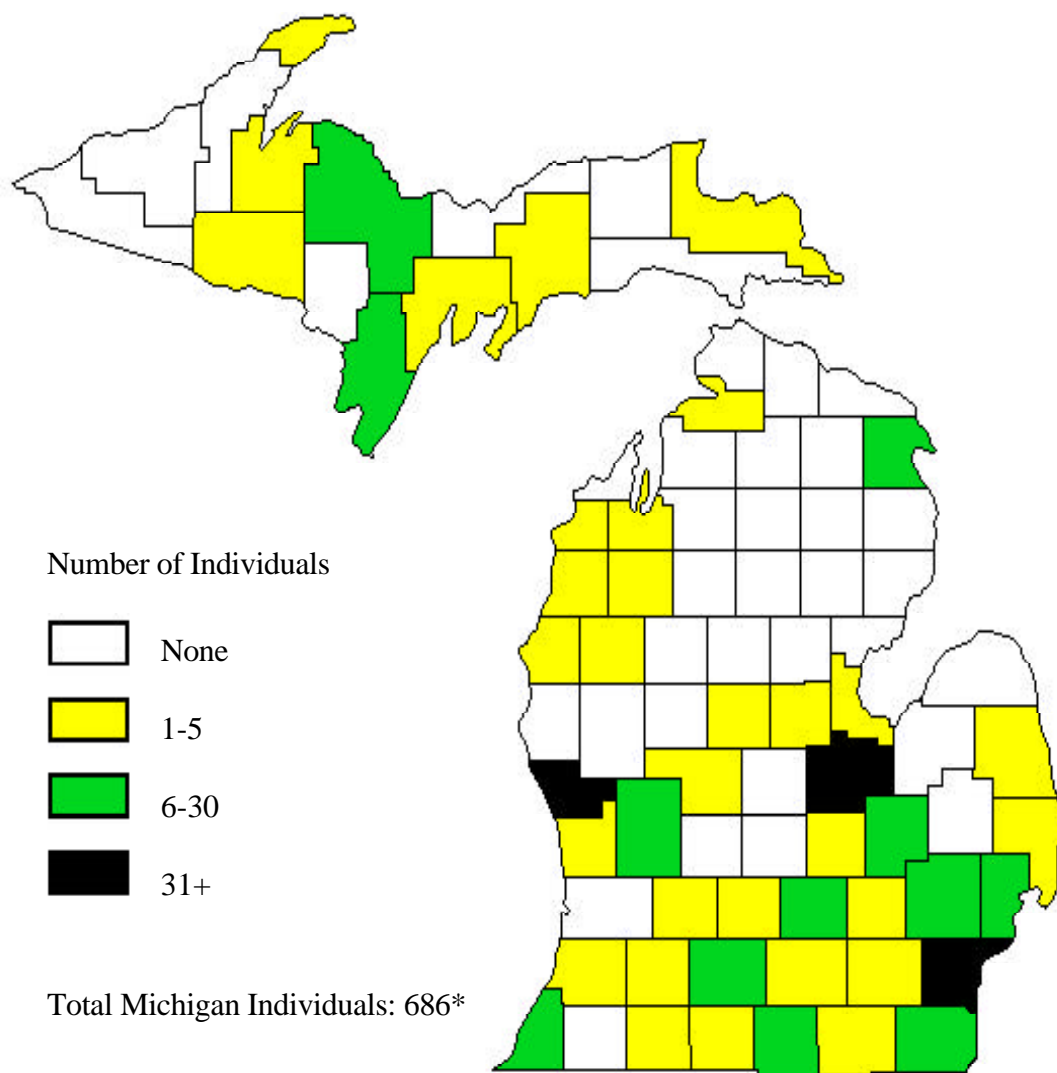 Number of Individuals
None
1-5
6-30
31+
Total Michigan Individuals: 686*